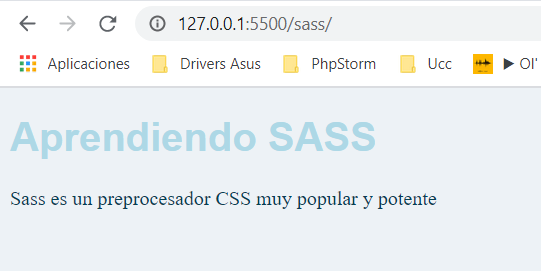 127.0.0.1:5500/sass/
Aplicaciones Drivers Asus PhpStorm Ucc ▶ Ol'
Aprendiendo SASS
Sass es un preprocesador CSS muy popular y potente